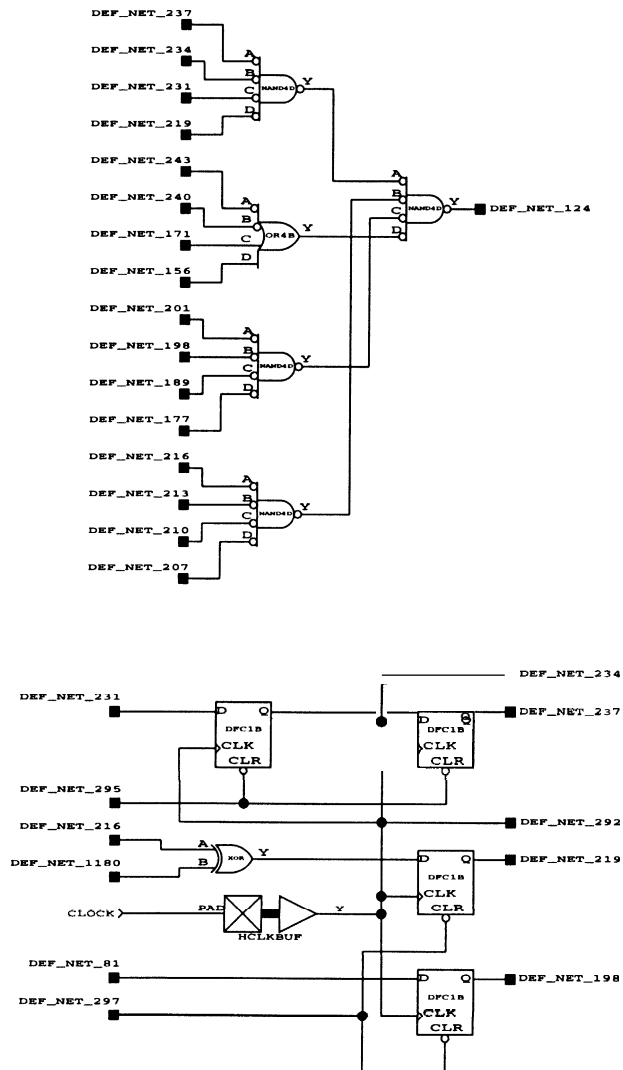 DEF_NET_237
DEF_NET_234
DEF_NET_231
DEF_NET_219
A
B
C
D
NAND4D
Y
DEF_NET_243
DEF_NET_240
DEF_NET_171
DEF_NET_156
A
B
C
D
OR4B
Y
A
B
C
D
NAND4D
Y
DEF_NET_124
DEF_NET_201
DEF_NET_198
DEF_NET_189
DEF_NET_177
A
B
C
D
NAND4D
Y
DEF_NET_216
DEF_NET_213
DEF_NET_210
DEF_NET_207
A
B
C
D
NAND4D
Y
DEF_NET_234
DEF_NET_231
D Q
DFC1B
CLK
CLR
D Q
DFC1B
CLK
CLR
DEF_NET_237
DEF_NET_295
DEF_NET_292
DEF_NET_216
DEF_NET_1180
A
B
XOR
Y
D Q
DFC1B
CLK
CLR
DEF_NET_219
CLOCK
PAD
HCLKBUF
Y
DEF_NET_81
DEF_NET_297
D Q
DFC1B
CLK
CLR
DEF_NET_198